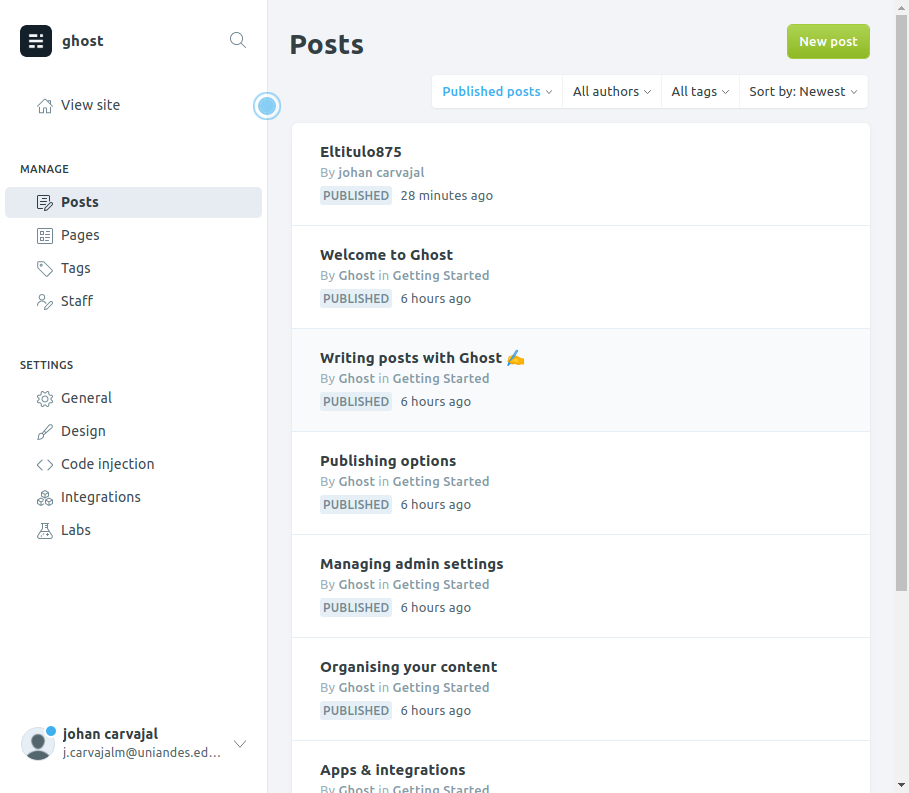 ghost
View site
MANAGE
Posts
Pages
Tags
Staff
SETTINGS
General
Design
Code injection
Integrations
Labs
johan carvajal
j.carvajalm@uniandes.ed...
Posts
New post
Published posts
All authors
All tags
Sort by: Newest
Eltitulo875
By johan carvajal
PUBLISHED 28 minutes ago
Welcome to Ghost
By Ghost in Getting Started
PUBLISHED 6 hours ago
Writing posts with Ghost ✍️
By Ghost in Getting Started
PUBLISHED 6 hours ago
Publishing options
By Ghost in Getting Started
PUBLISHED 6 hours ago
Managing admin settings
By Ghost in Getting Started
PUBLISHED 6 hours ago
Organising your content
By Ghost in Getting Started
PUBLISHED 6 hours ago
Apps & integrations
By Ghost in Getting Started